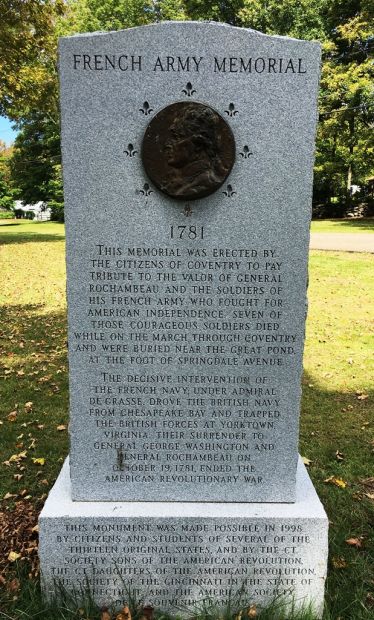 FRENCH ARMY MEMORIAL
1781
THIS MEMORIAL WAS ERECTED BY
THE CITIZENS OF COVENTRY TO PAY
TRIBUTE TO THE VALOR OF GENERAL
ROCHAMBEAU AND THE SOLDIERS OF
HIS FRENCH ARMY WHO FOUGHT FOR
AMERICAN INDEPENDENCE. SEVEN OF
THOSE COURAGEOUS SOLDIERS DIED
WHILE ON THE MARCH THROUGH COVENTRY
AND WERE BURIED NEAR THE GREAT POND
AT THE FOOT OF SPRINGDALE AVENUE.
THE DECISIVE INTERVENTION OF
THE FRENCH NAVY, UNDER ADMIRAL
DE GRASSE, DROVE THE BRITISH NAVY
FROM CHESAPEAKE BAY AND TRAPPED
THE BRITISH FORCES AT YORKTOWN,
VIRGINIA. THEIR SURRENDER TO
GENERAL GEORGE WASHINGTON AND
GENERAL ROCHAMBEAU ON
OCTOBER 19, 1781, ENDED THE
AMERICAN REVOLUTIONARY WAR.
THIS MONUMENT WAS MADE POSSIBLE IN 1998
BY CITIZENS AND STUDENTS OF SEVERAL OF THE
THIRTEEN ORIGINAL STATES, AND BY THE CT.
SOCIETY SONS OF THE AMERICAN REVOLUTION,
THE CT. DAUGHTERS OF THE AMERICAN REVOLUTION,
THE SOCIETY OF THE CINCINNATI IN THE STATE OF
CONNECTICUT, AND THE AMERICAN SOCIETY
OF LE SOUVENIR FRANCAIS